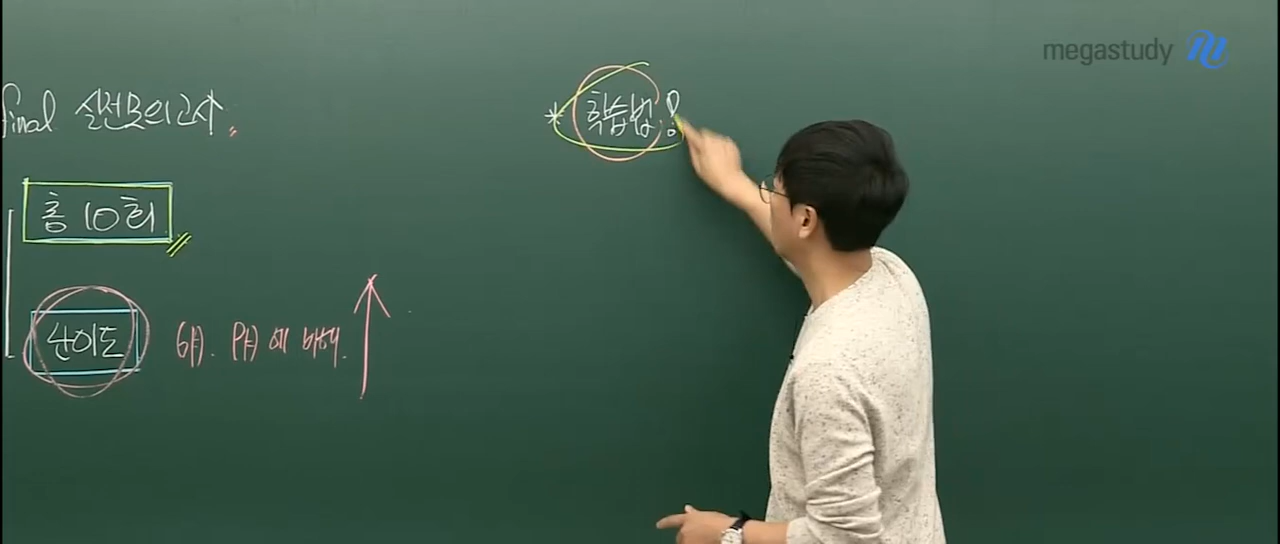 megastudy
final 실전모의고사.
* 학습법!
총 10회
난이도 6月. 9月에 비해.